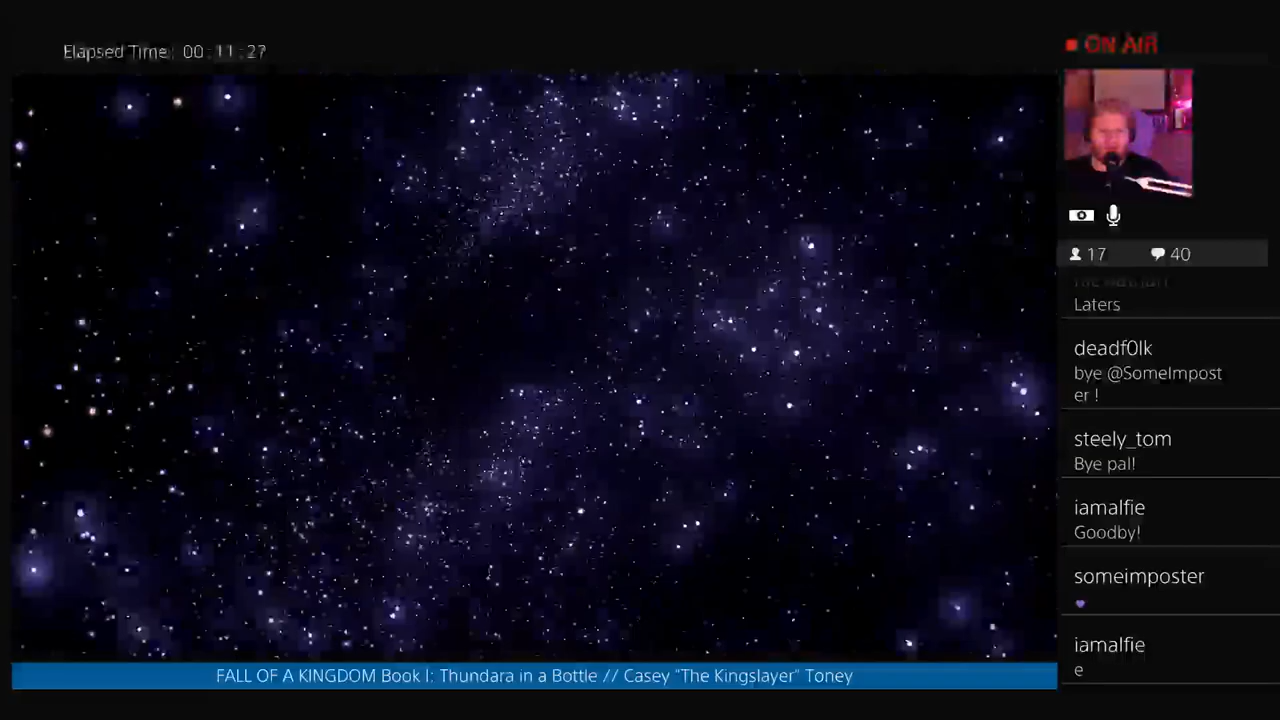 Elapsed Time: 00:11:27
ON AIR
17
40
Laters
deadf0lk
bye @SomeImpost
er !
steely_tom
Bye pal!
iamalfie
Goodby!
someimposter
iamalfie
e
FALL OF A KINGDOM Book I: Thundara in a Bottle // Casey "The Kingslayer" Toney